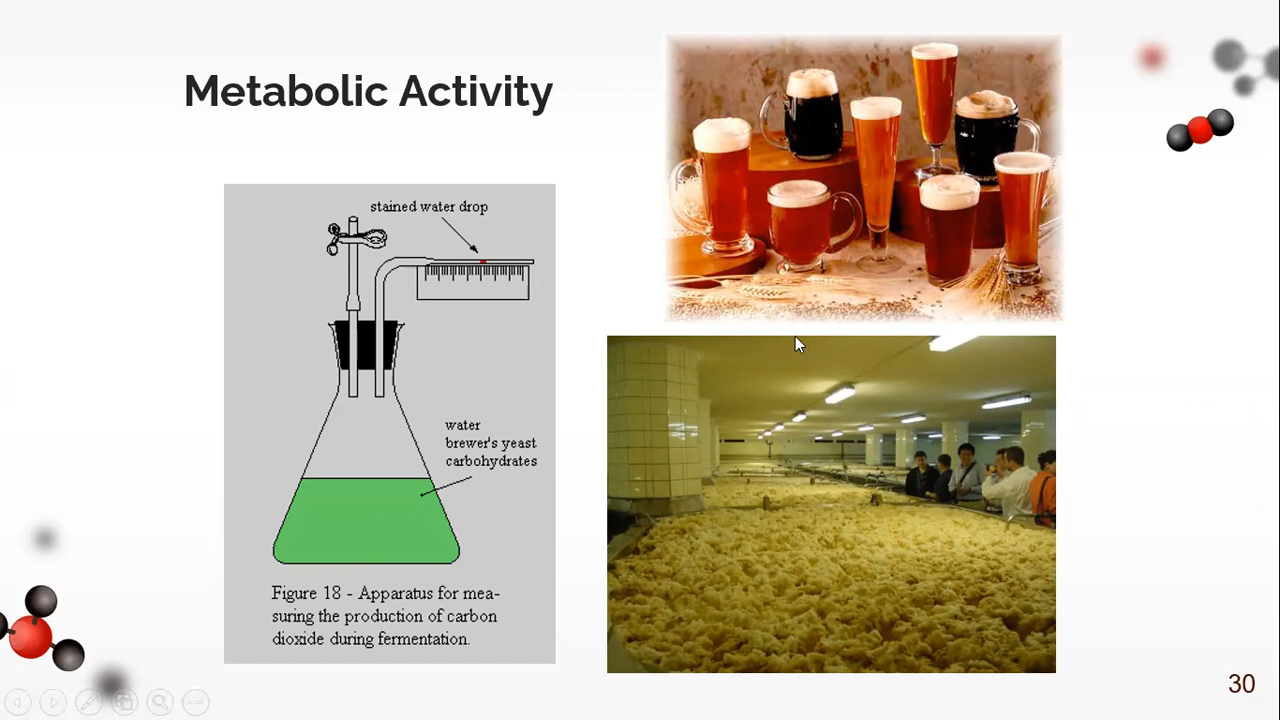 Metabolic Activity
stained water drop
water
brewer's yeast
carbohydrates
Figure 18 - Apparatus for mea-
suring the production of carbon
dioxide during fermentation.
30